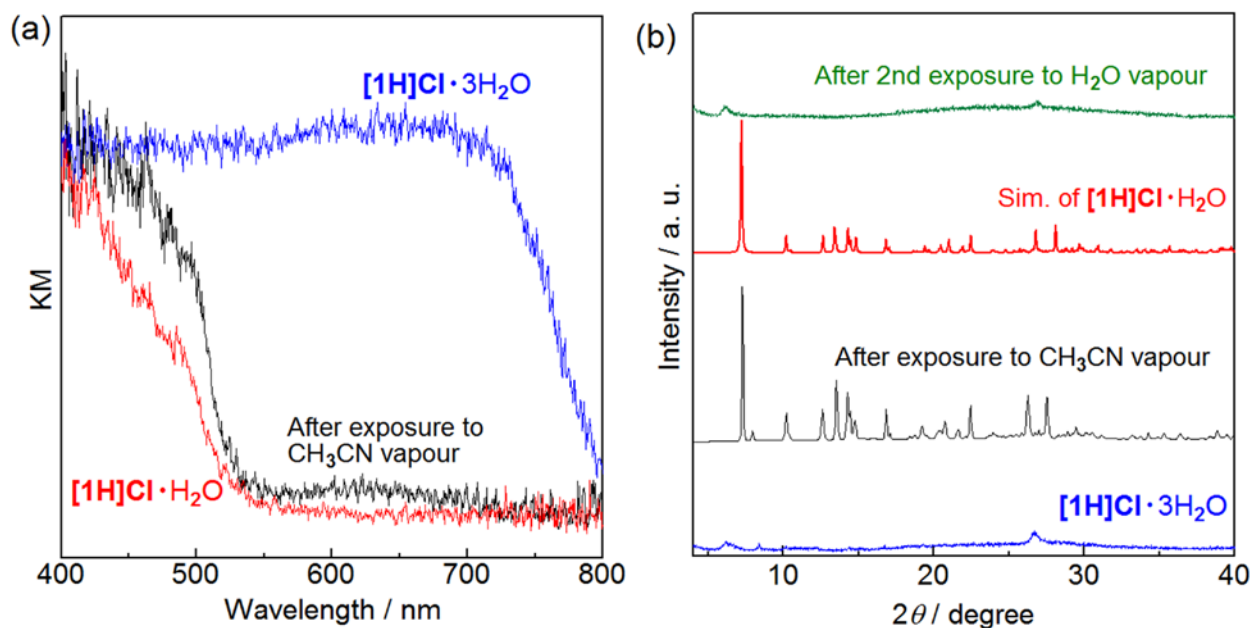 (a)
[1H]Cl·3H₂O
KM
After exposure to
CH₃CN vapour
[1H]Cl·H₂O
400 500 600 700 800
Wavelength / nm
(b)
After 2nd exposure to H₂O vapour
Sim. of [1H]Cl·H₂O
Intensity / a. u.
After exposure to CH₃CN vapour
[1H]Cl·3H₂O
10 20 30 40
2θ / degree